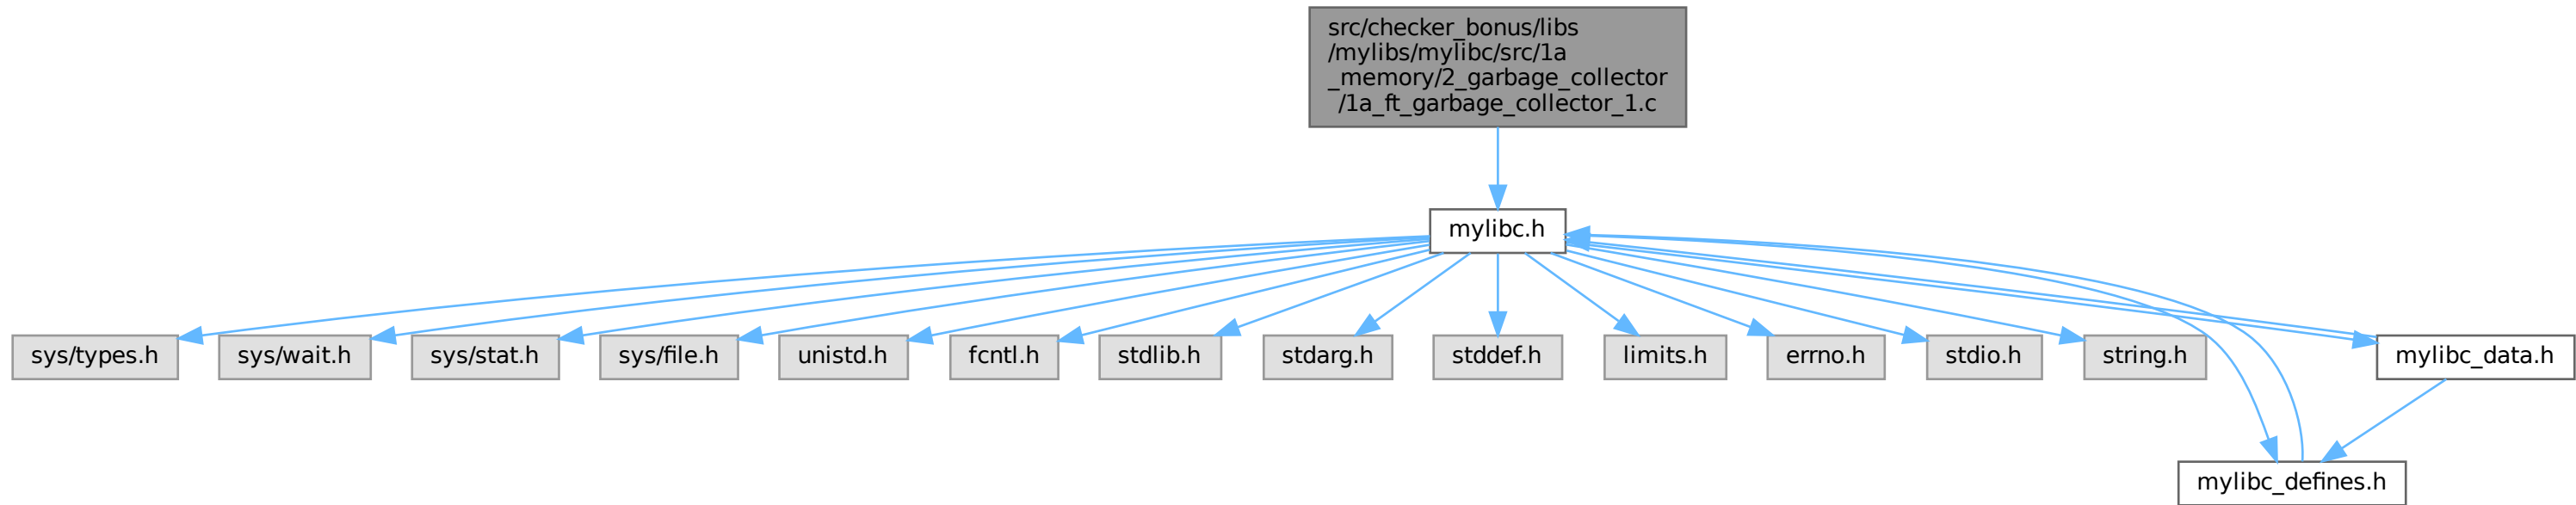 src/checker_bonus/libs
/mylibs/mylibc/src/1a
_memory/2_garbage_collector
/1a_ft_garbage_collector_1.c
mylibc.h
sys/types.h
sys/wait.h
sys/stat.h
sys/file.h
unistd.h
fcntl.h
stdlib.h
stdarg.h
stddef.h
limits.h
errno.h
stdio.h
string.h
mylibc_data.h
mylibc_defines.h